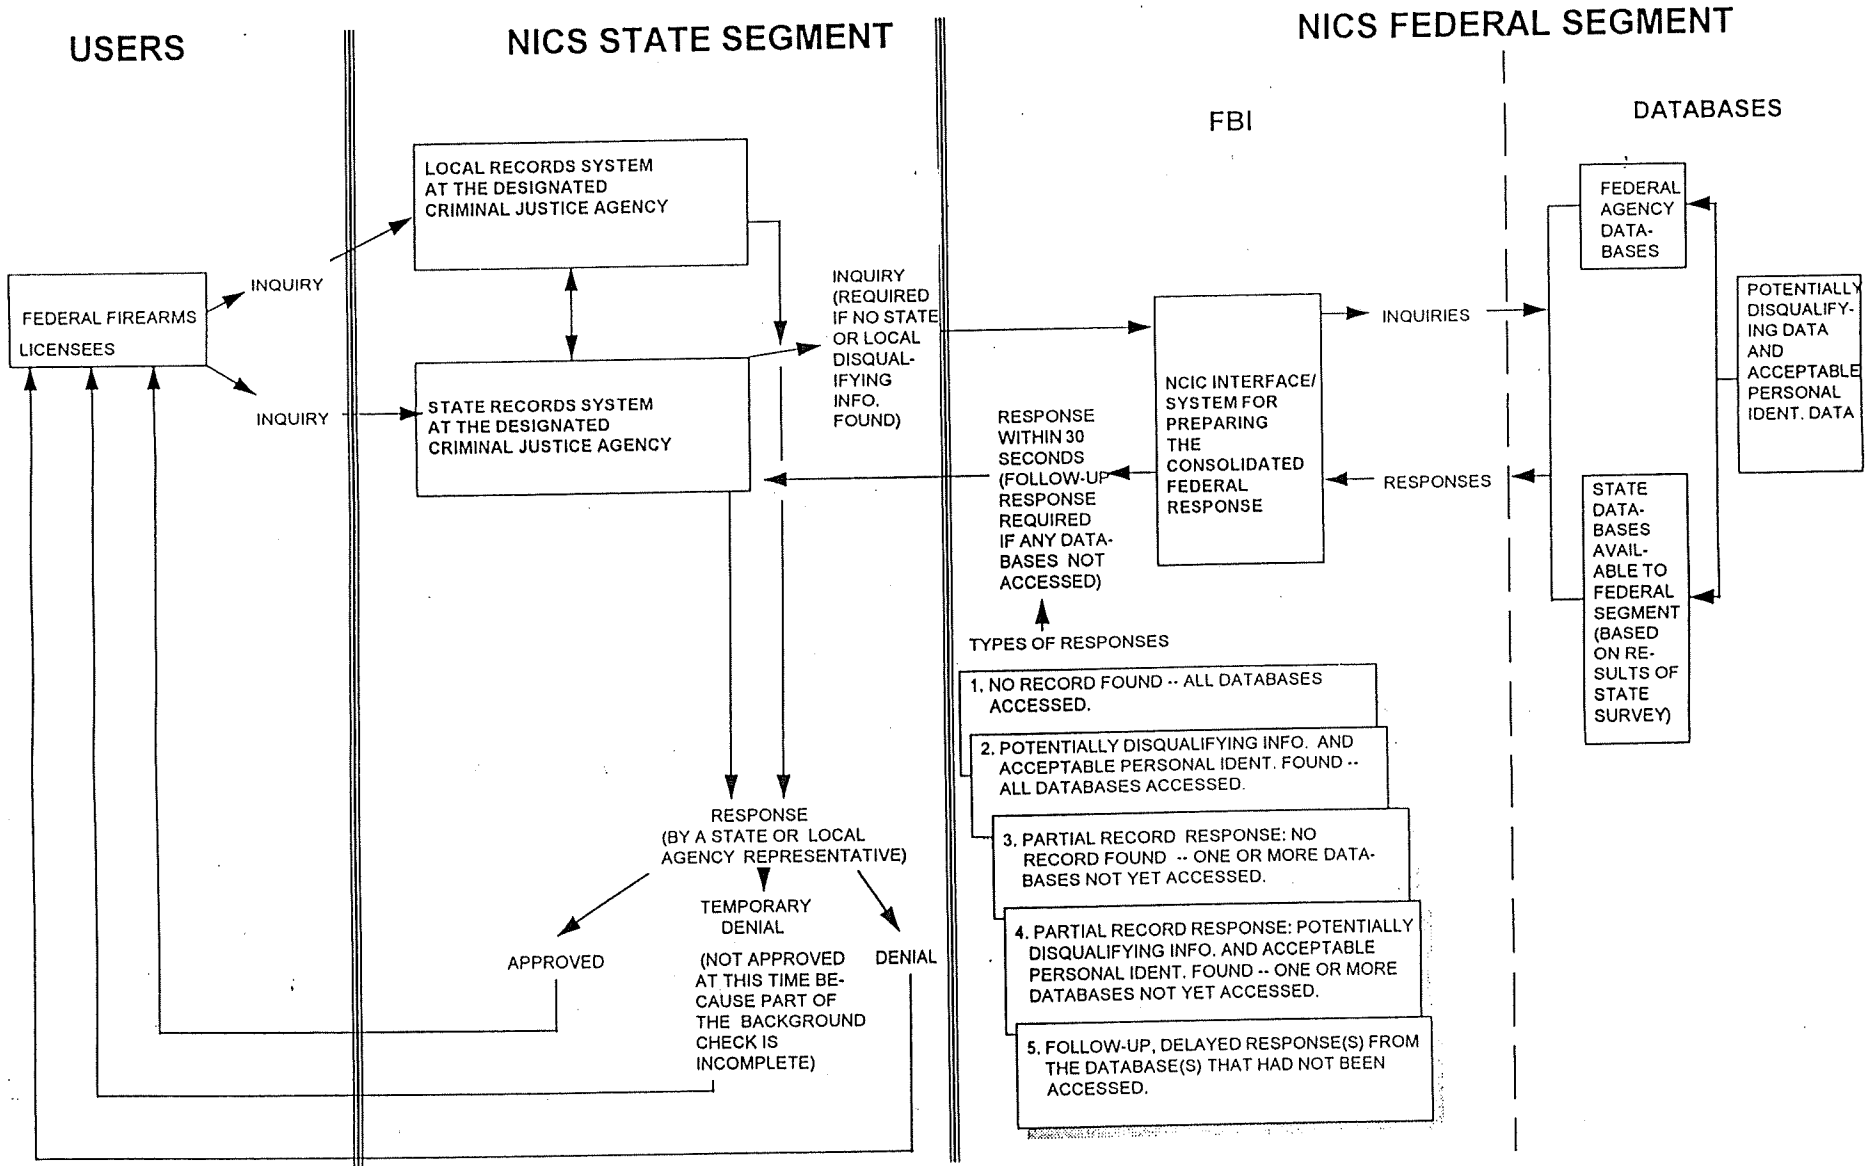 USERS
NICS STATE SEGMENT
NICS FEDERAL SEGMENT
FBI
DATABASES
FEDERAL FIREARMS
LICENSEES
INQUIRY
INQUIRY
LOCAL RECORDS SYSTEM
AT THE DESIGNATED
CRIMINAL JUSTICE AGENCY
STATE RECORDS SYSTEM
AT THE DESIGNATED
CRIMINAL JUSTICE AGENCY
INQUIRY
(REQUIRED
IF NO STATE
OR LOCAL
DISQUAL-
IFYING
INFO.
FOUND)
RESPONSE
WITHIN 30
SECONDS
(FOLLOW-UP
RESPONSE
REQUIRED
IF ANY DATA-
BASES NOT
ACCESSED)
NCIC INTERFACE/
SYSTEM FOR
PREPARING
THE
CONSOLIDATED
FEDERAL
RESPONSE
INQUIRIES
RESPONSES
FEDERAL
AGENCY
DATA-
BASES
POTENTIALLY
DISQUALIFY-
ING DATA
AND
ACCEPTABLE
PERSONAL
IDENT. DATA
STATE
DATA-
BASES
AVAIL-
ABLE TO
FEDERAL
SEGMENT
(BASED
ON RE-
SULTS OF
STATE
SURVEY)
TYPES OF RESPONSES
1. NO RECORD FOUND -- ALL DATABASES
ACCESSED.
2. POTENTIALLY DISQUALIFYING INFO. AND
ACCEPTABLE PERSONAL IDENT. FOUND --
ALL DATABASES ACCESSED.
3. PARTIAL RECORD RESPONSE: NO
RECORD FOUND -- ONE OR MORE DATA-
BASES NOT YET ACCESSED.
4. PARTIAL RECORD RESPONSE: POTENTIALLY
DISQUALIFYING INFO. AND ACCEPTABLE
PERSONAL IDENT. FOUND -- ONE OR MORE
DATABASES NOT YET ACCESSED.
5. FOLLOW-UP, DELAYED RESPONSE(S) FROM
THE DATABASE(S) THAT HAD NOT BEEN
ACCESSED.
RESPONSE
(BY A STATE OR LOCAL
AGENCY REPRESENTATIVE)
APPROVED
TEMPORARY
DENIAL
(NOT APPROVED
AT THIS TIME BE-
CAUSE PART OF
THE BACKGROUND
CHECK IS
INCOMPLETE)
DENIAL